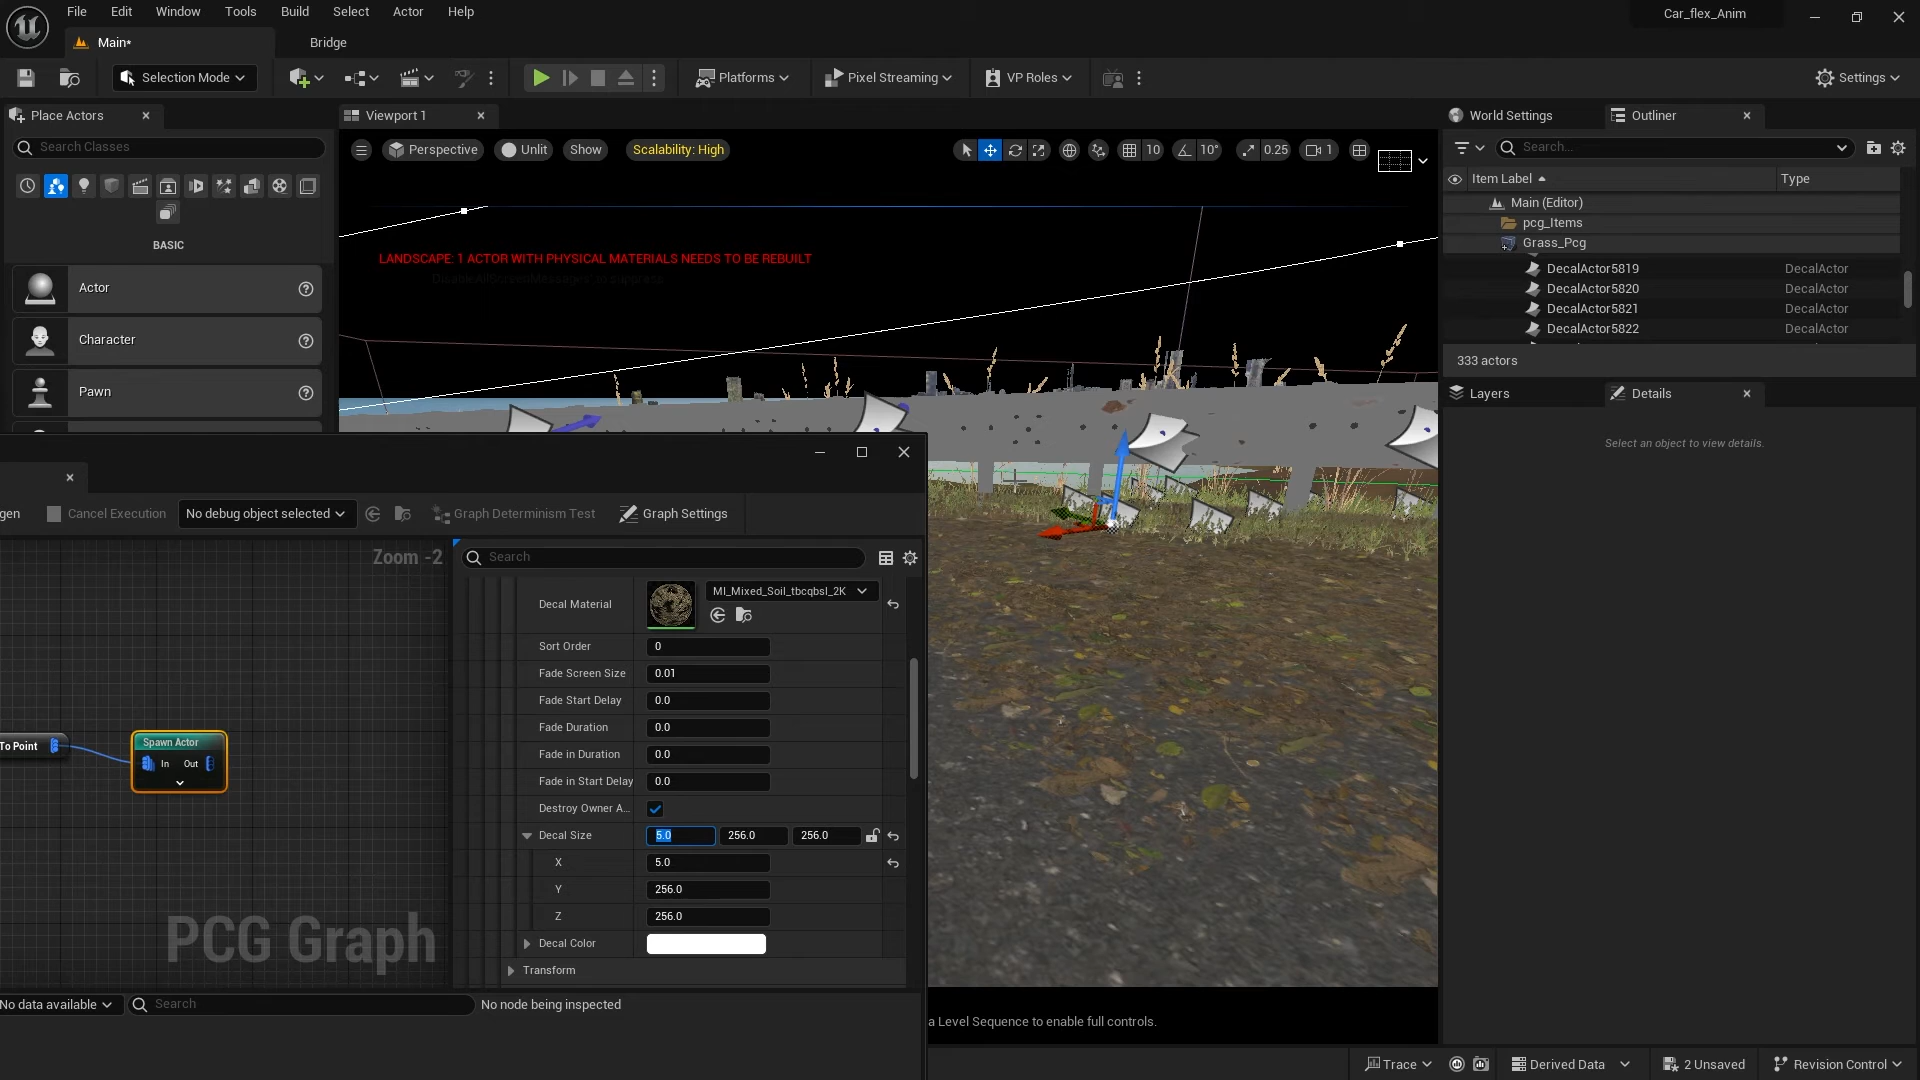 File Edit Window Tools Build Select Actor Help
Car_flex_Anim
Main*
Bridge
Selection Mode
Platforms
Pixel Streaming
VP Roles
Settings
Place Actors
Viewport 1
World Settings
Outliner
Search Classes
Perspective
Unlit
Show
Scalability: High
10
10°
0.25
1
Search...
Item Label
Type
Main (Editor)
pcg_Items
Grass_Pcg
BASIC
LANDSCAPE: 1 ACTOR WITH PHYSICAL MATERIALS NEEDS TO BE REBUILT
'DisableAllScreenMessages' to suppress
DecalActor5819 DecalActor
DecalActor5820 DecalActor
DecalActor5821 DecalActor
DecalActor5822 DecalActor
Actor
Character
Pawn
333 actors
Layers
Details
Select an object to view details.
gen
Cancel Execution
No debug object selected
Graph Determinism Test
Graph Settings
Zoom -2
Search
Decal Material
MI_Mixed_Soil_tbcqbsl_2K
Sort Order 0
Fade Screen Size 0.01
Fade Start Delay 0.0
Fade Duration 0.0
Fade in Duration 0.0
Fade in Start Delay 0.0
Destroy Owner A...
Decal Size 5.0 256.0 256.0
X 5.0
Y 256.0
Z 256.0
Decal Color
Transform
To Point
Spawn Actor
In Out
PCG Graph
No data available
Search
No node being inspected
a Level Sequence to enable full controls.
Trace
Derived Data
2 Unsaved
Revision Control